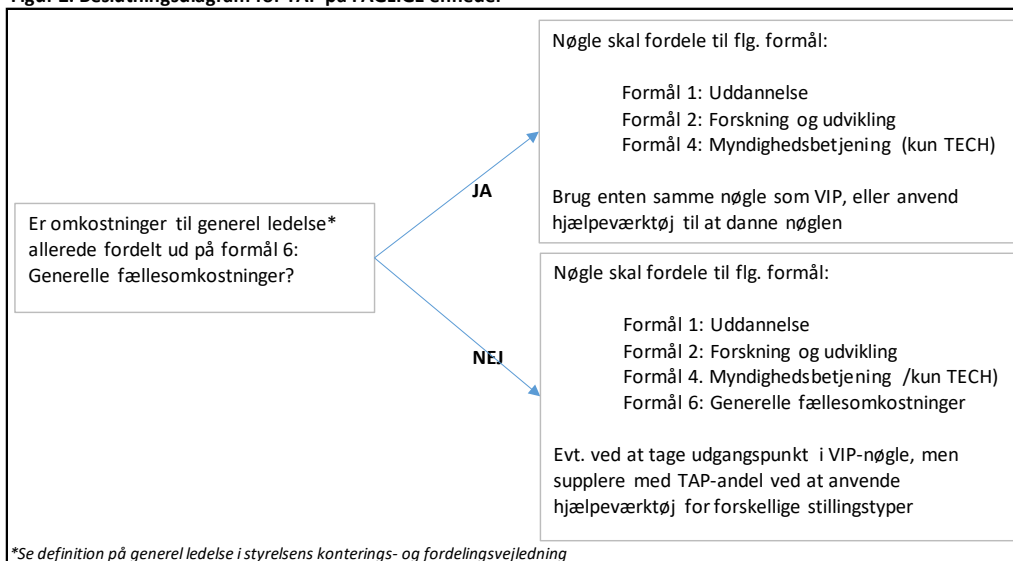 Figur 2. Beslutningsdiagram for TAP på FAGLIGE enheder
Er omkostninger til generel ledelse*
allerede fordelt ud på formål 6:
Generelle fællesomkostninger?
JA
Nøgle skal fordele til flg. formål:
Formål 1: Uddannelse
Formål 2: Forskning og udvikling
Formål 4: Myndighedsbetjening (kun TECH)
Brug enten samme nøgle som VIP, eller anvend
hjælpeværktøj til at danne nøglen
NEJ
Nøgle skal fordele til flg. formål:
Formål 1: Uddannelse
Formål 2: Forskning og udvikling
Formål 4. Myndighedsbetjening /kun TECH)
Formål 6: Generelle fællesomkostninger
Evt. ved at tage udgangspunkt i VIP-nøgle, men
supplere med TAP-andel ved at anvende
hjælpeværktøj for forskellige stillingstyper
*Se definition på generel ledelse i styrelsens konterings- og fordelingsvejledning